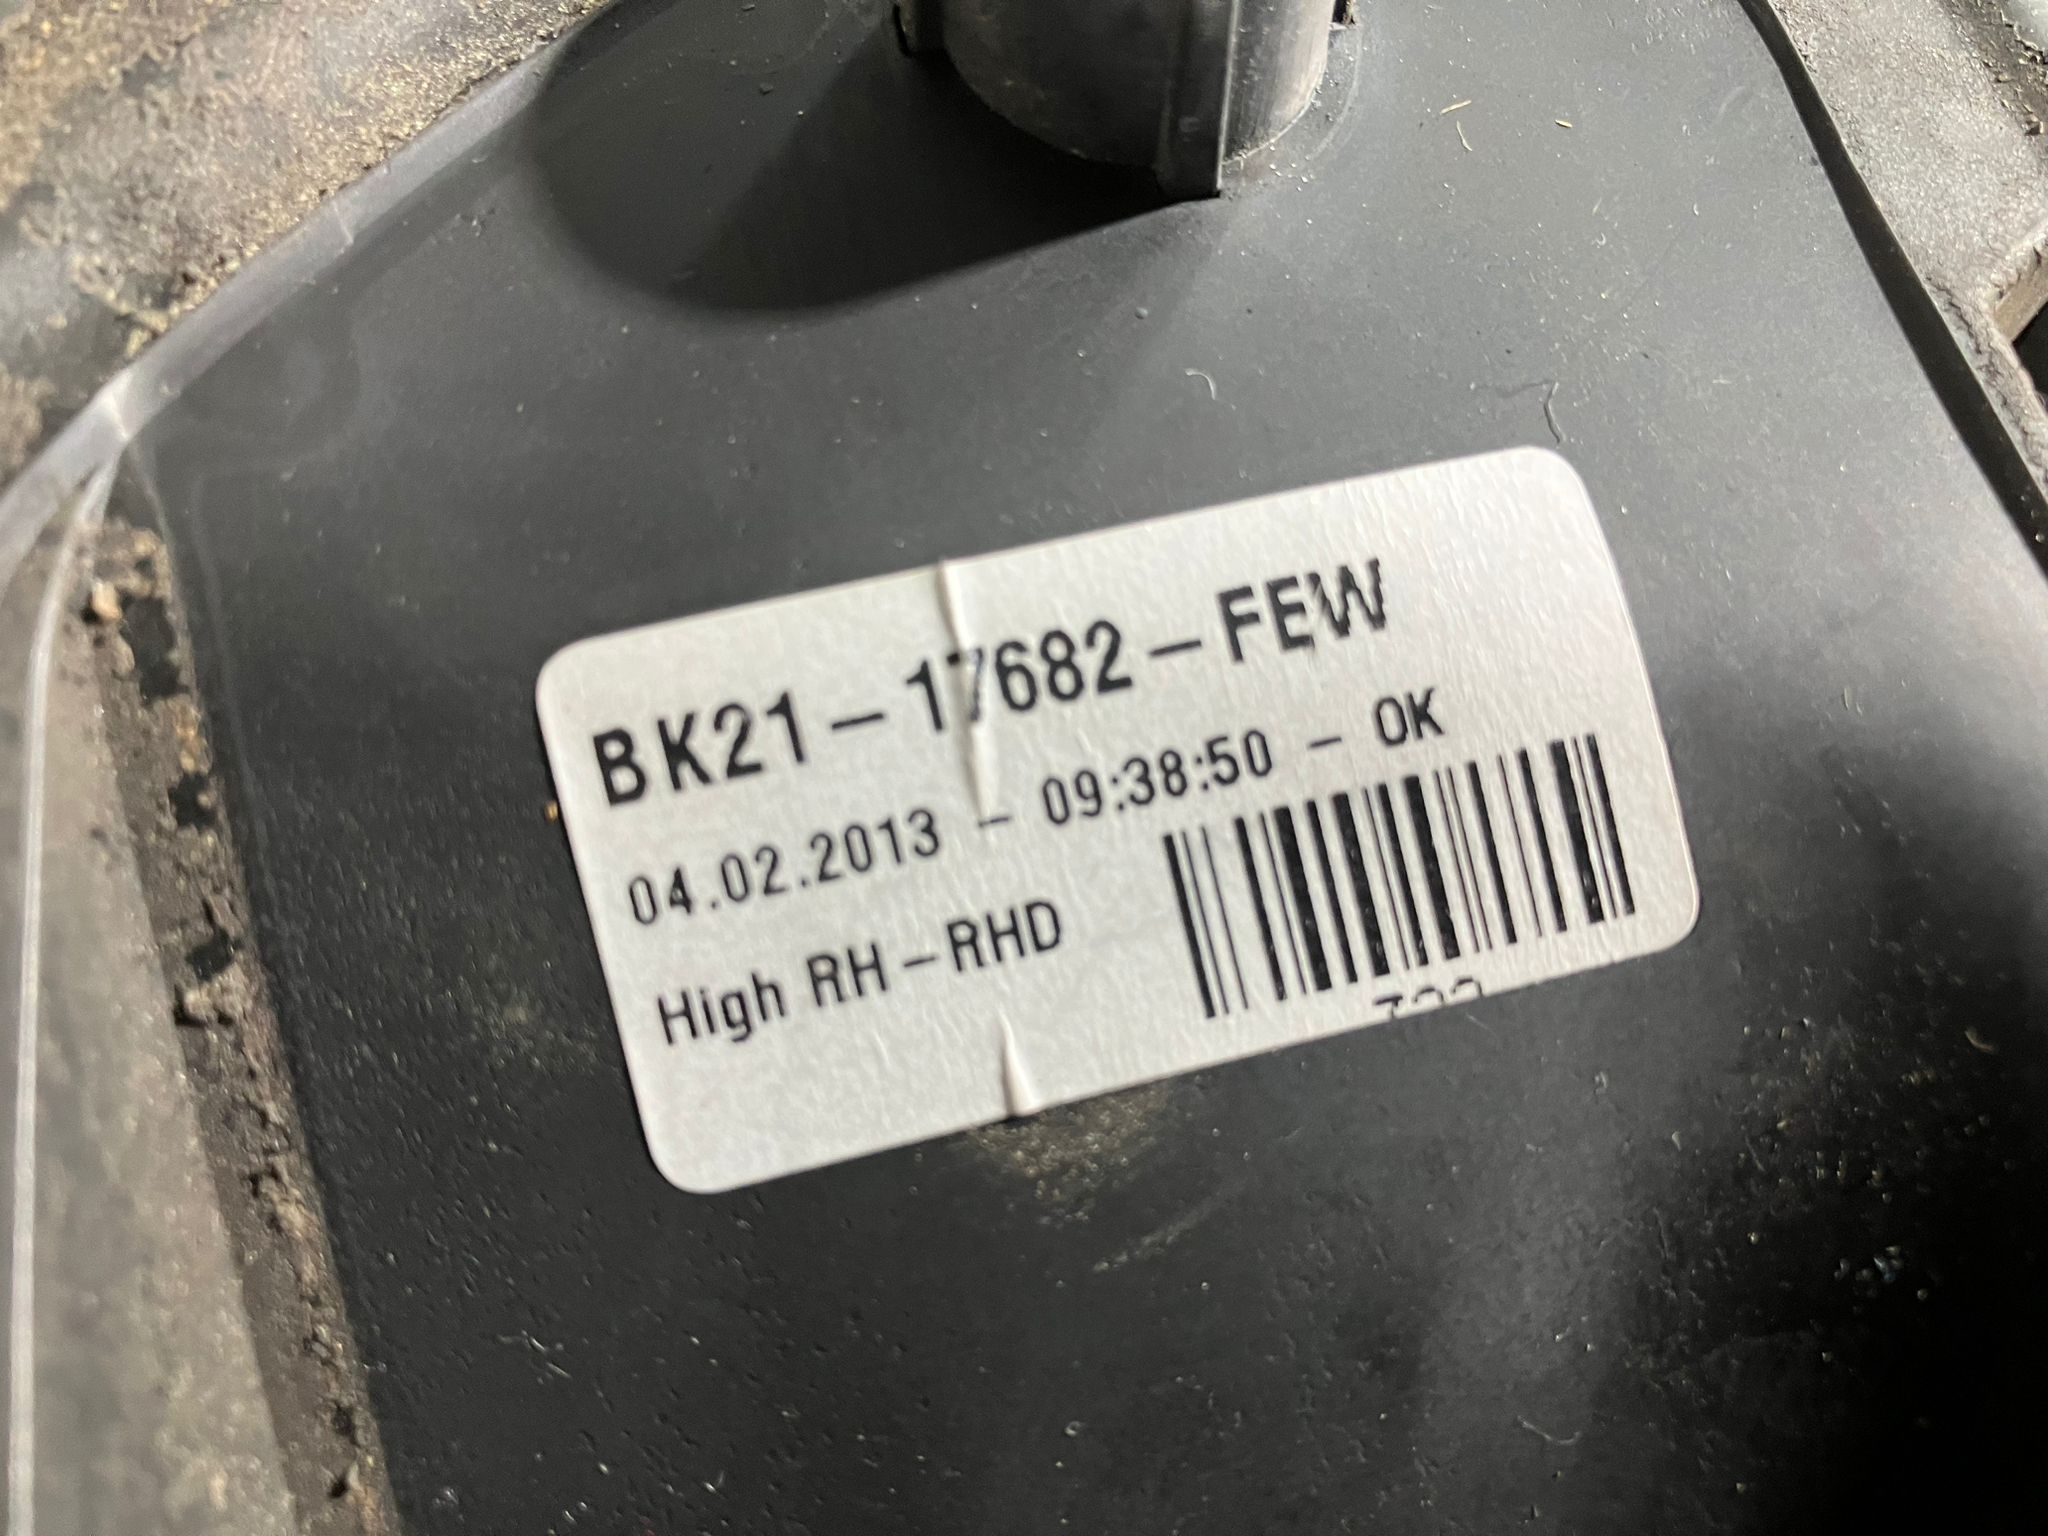 BK21-17682-FEW
04.02.2013 - 09:38:50 - OK
High RH-RHD